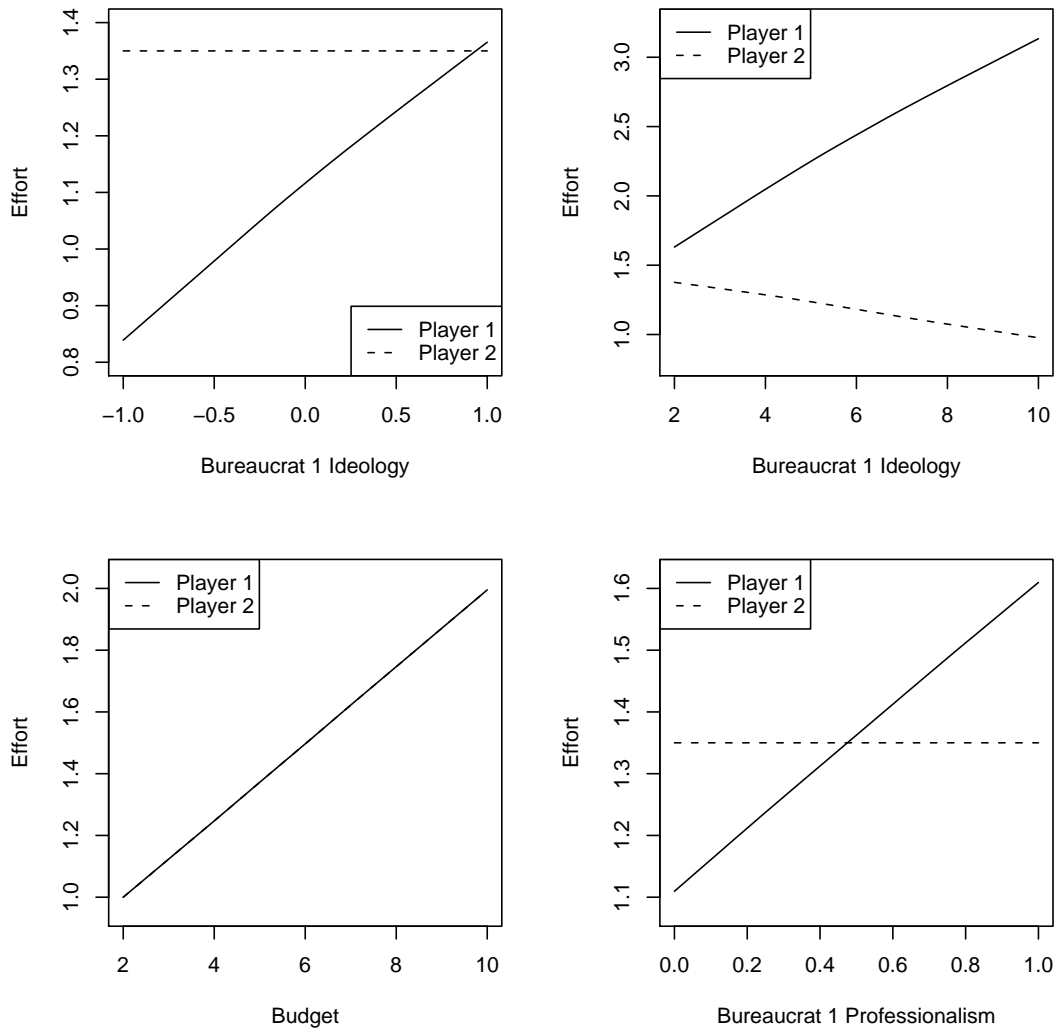 Effort
1.4
1.3
1.2
1.1
1.0
0.9
0.8
Player 1
Player 2
−1.0 −0.5 0.0 0.5 1.0
Bureaucrat 1 Ideology
Effort
3.0
2.5
2.0
1.5
1.0
Player 1
Player 2
2 4 6 8 10
Bureaucrat 1 Ideology
Effort
2.0
1.8
1.6
1.4
1.2
1.0
Player 1
Player 2
2 4 6 8 10
Budget
Effort
1.6
1.5
1.4
1.3
1.2
1.1
Player 1
Player 2
0.0 0.2 0.4 0.6 0.8 1.0
Bureaucrat 1 Professionalism